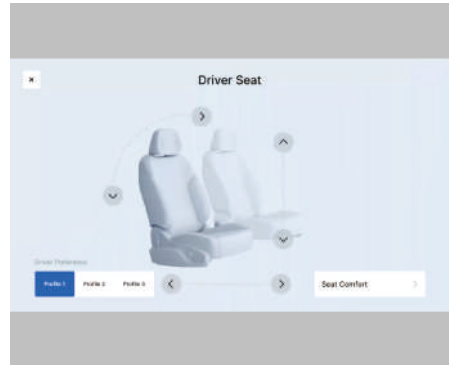 Driver Seat
Driver Preference
Profile 1
Profile 2
Profile 3
Seat Comfort